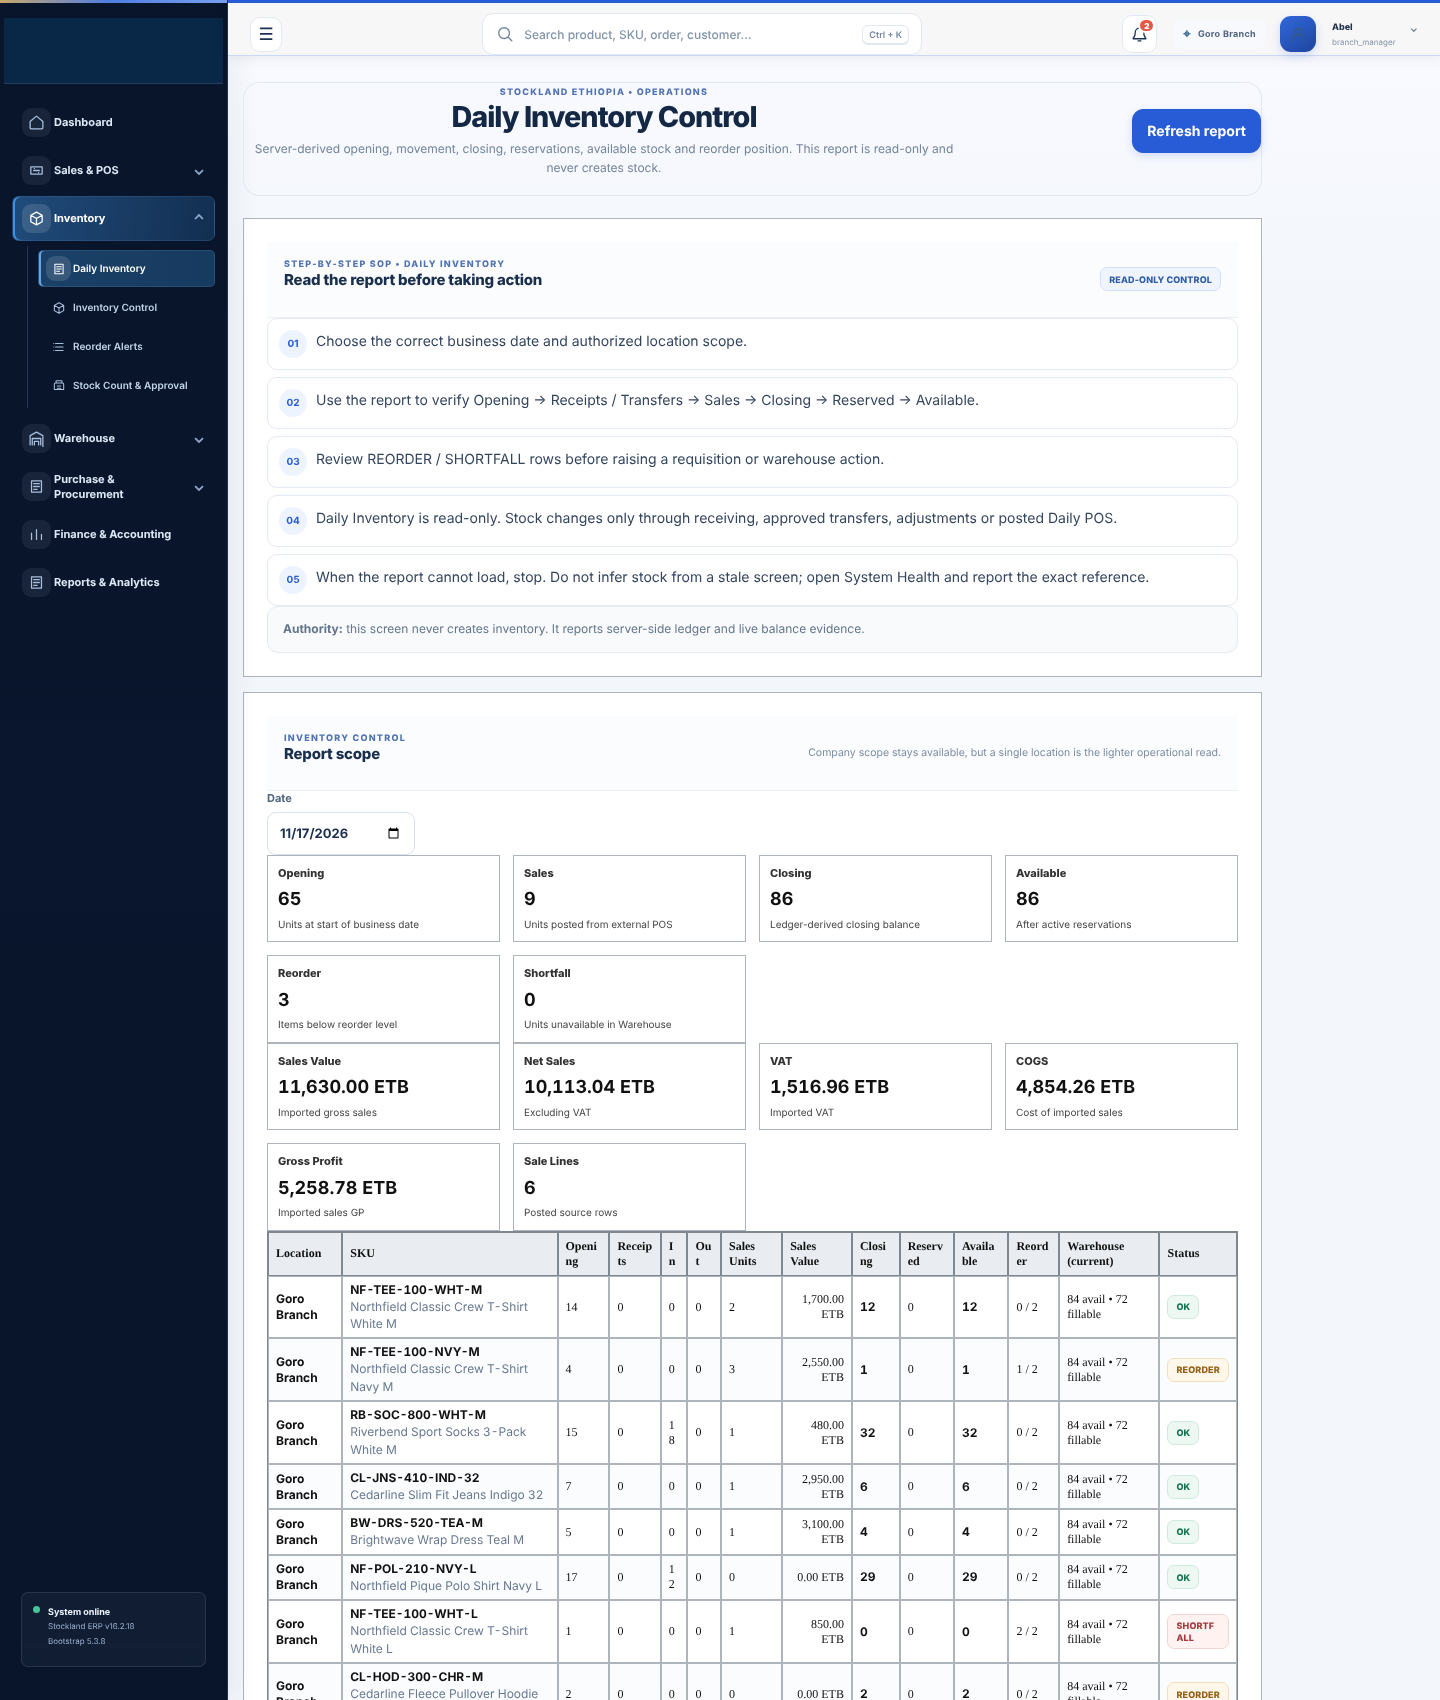 ☰
Search product, SKU, order, customer...
Ctrl + K
2
Goro Branch
Abel
branch_manager
Dashboard
Sales & POS
Inventory
Daily Inventory
Inventory Control
Reorder Alerts
Stock Count & Approval
Warehouse
Purchase &
Procurement
Finance & Accounting
Reports & Analytics
System online
Stockland ERP v16.2.18
Bootstrap 5.3.8
STOCKLAND ETHIOPIA • OPERATIONS
Daily Inventory Control
Server-derived opening, movement, closing, reservations, available stock and reorder position. This report is read-only and
never creates stock.
Refresh report
STEP-BY-STEP SOP • DAILY INVENTORY
Read the report before taking action
READ-ONLY CONTROL
01 Choose the correct business date and authorized location scope.
02 Use the report to verify Opening → Receipts / Transfers → Sales → Closing → Reserved → Available.
03 Review REORDER / SHORTFALL rows before raising a requisition or warehouse action.
04 Daily Inventory is read-only. Stock changes only through receiving, approved transfers, adjustments or posted Daily POS.
05 When the report cannot load, stop. Do not infer stock from a stale screen; open System Health and report the exact reference.
Authority: this screen never creates inventory. It reports server-side ledger and live balance evidence.
INVENTORY CONTROL
Report scope
Company scope stays available, but a single location is the lighter operational read.
Date
11/17/2026
Opening
65
Units at start of business date
Sales
9
Units posted from external POS
Closing
86
Ledger-derived closing balance
Available
86
After active reservations
Reorder
3
Items below reorder level
Shortfall
0
Units unavailable in Warehouse
Sales Value
11,630.00 ETB
Imported gross sales
Net Sales
10,113.04 ETB
Excluding VAT
VAT
1,516.96 ETB
Imported VAT
COGS
4,854.26 ETB
Cost of imported sales
Gross Profit
5,258.78 ETB
Imported sales GP
Sale Lines
6
Posted source rows
Location
SKU
Openi
ng
Receip
ts
I
n
Ou
t
Sales
Units
Sales
Value
Closi
ng
Reserv
ed
Availa
ble
Reord
er
Warehouse
(current)
Status
Goro
Branch
NF-TEE-100-WHT-M
Northfield Classic Crew T-Shirt
White M
14
0
0
0
2
1,700.00
ETB
12
0
12
0 / 2
84 avail • 72
fillable
OK
Goro
Branch
NF-TEE-100-NVY-M
Northfield Classic Crew T-Shirt
Navy M
4
0
0
0
3
2,550.00
ETB
1
0
1
1 / 2
84 avail • 72
fillable
REORDER
Goro
Branch
RB-SOC-800-WHT-M
Riverbend Sport Socks 3-Pack
White M
15
0
1
8
0
1
480.00
ETB
32
0
32
0 / 2
84 avail • 72
fillable
OK
Goro
Branch
CL-JNS-410-IND-32
Cedarline Slim Fit Jeans Indigo 32
7
0
0
0
1
2,950.00
ETB
6
0
6
0 / 2
84 avail • 72
fillable
OK
Goro
Branch
BW-DRS-520-TEA-M
Brightwave Wrap Dress Teal M
5
0
0
0
1
3,100.00
ETB
4
0
4
0 / 2
84 avail • 72
fillable
OK
Goro
Branch
NF-POL-210-NVY-L
Northfield Pique Polo Shirt Navy L
17
0
1
2
0
0
0.00 ETB
29
0
29
0 / 2
84 avail • 72
fillable
OK
Goro
Branch
NF-TEE-100-WHT-L
Northfield Classic Crew T-Shirt
White L
1
0
0
0
1
850.00
ETB
0
0
0
2 / 2
84 avail • 72
fillable
SHORTF
ALL
Goro
Branch
CL-HOD-300-CHR-M
Cedarline Fleece Pullover Hoodie
2
0
0
0
0
0.00 ETB
2
0
2
0 / 2
84 avail • 72
fillable
REORDER